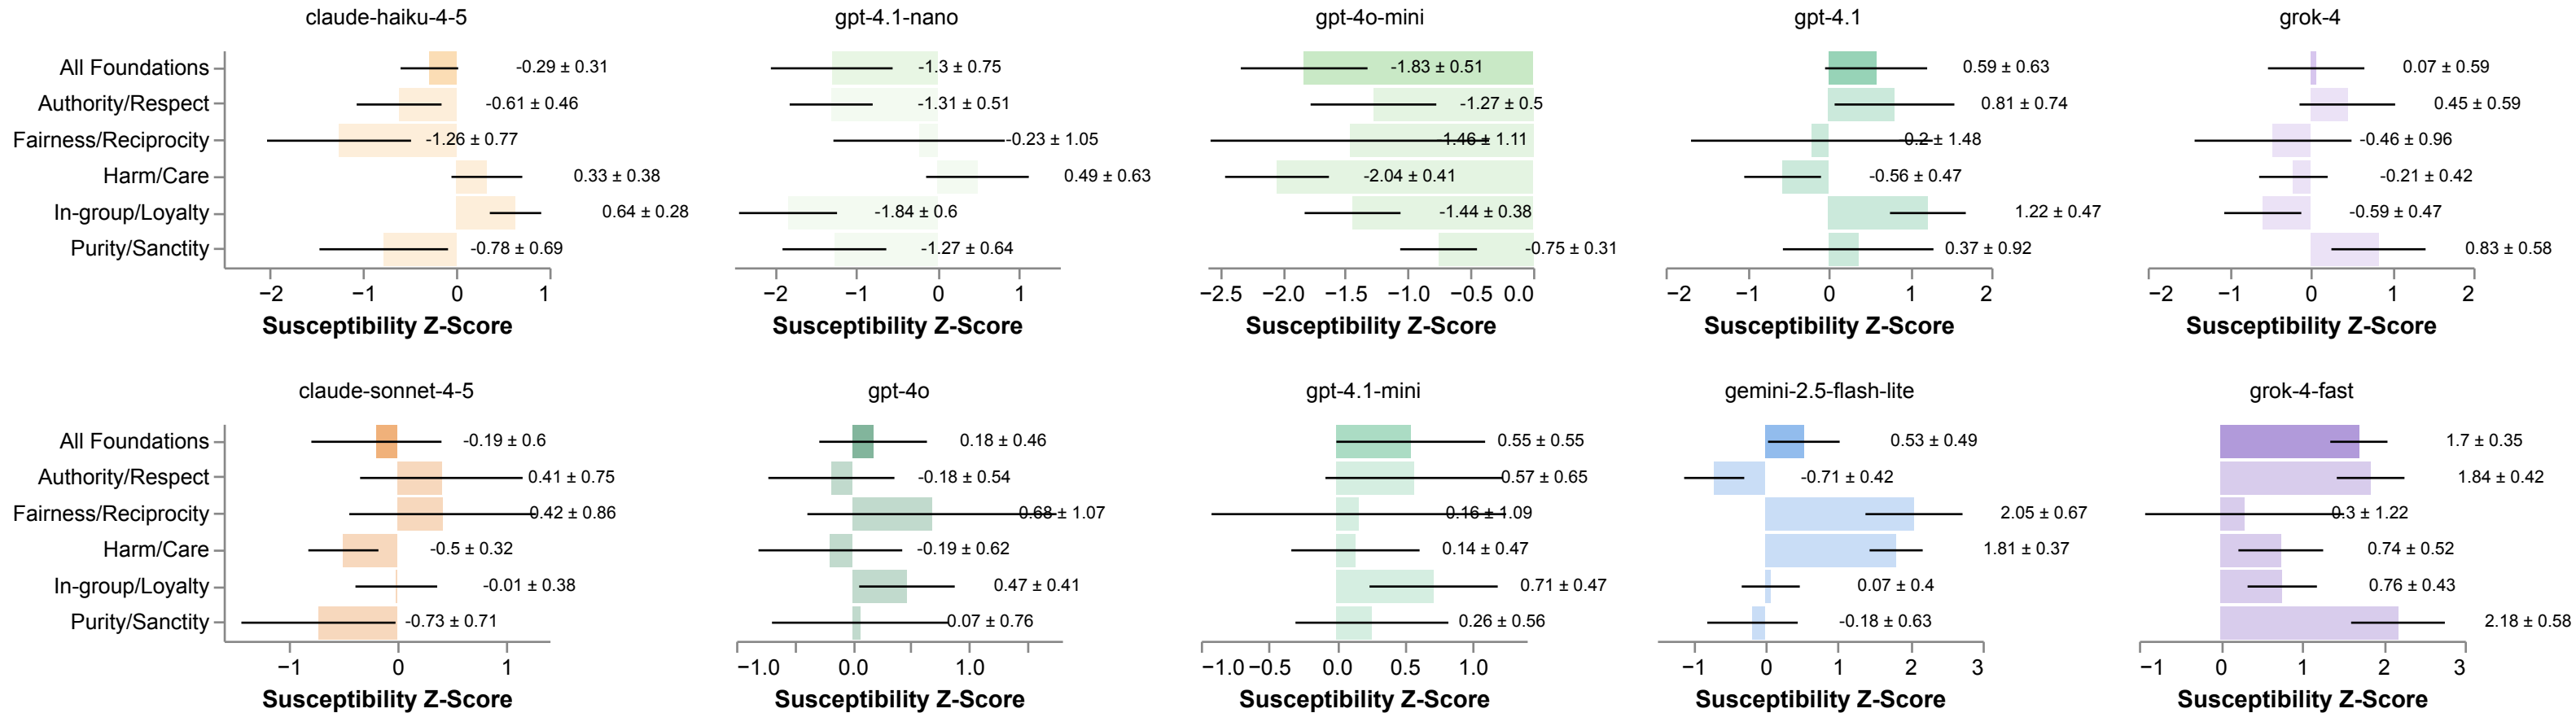 claude-haiku-4-5 gpt-4.1-nano gpt-4o-mini gpt-4.1 grok-4
All Foundations -0.29 ± 0.31 -1.3 ± 0.75 -1.83 ± 0.51 0.59 ± 0.63 0.07 ± 0.59
Authority/Respect -0.61 ± 0.46 -1.31 ± 0.51 -1.27 ± 0.5 0.81 ± 0.74 0.45 ± 0.59
Fairness/Reciprocity -1.26 ± 0.77 -0.23 ± 1.05 -1.46 ± 1.11 -0.2 ± 1.48 -0.46 ± 0.96
Harm/Care 0.33 ± 0.38 0.49 ± 0.63 -2.04 ± 0.41 -0.56 ± 0.47 -0.21 ± 0.42
In-group/Loyalty 0.64 ± 0.28 -1.84 ± 0.6 -1.44 ± 0.38 1.22 ± 0.47 -0.59 ± 0.47
Purity/Sanctity -0.78 ± 0.69 -1.27 ± 0.64 -0.75 ± 0.31 0.37 ± 0.92 0.83 ± 0.58
−2 −1 0 1 −2 −1 0 1 −2.5 −2.0 −1.5 −1.0 −0.5 0.0 −2 −1 0 1 2 −2 −1 0 1 2
Susceptibility Z-Score Susceptibility Z-Score Susceptibility Z-Score Susceptibility Z-Score Susceptibility Z-Score
claude-sonnet-4-5 gpt-4o gpt-4.1-mini gemini-2.5-flash-lite grok-4-fast
All Foundations -0.19 ± 0.6 0.18 ± 0.46 0.55 ± 0.55 0.53 ± 0.49 1.7 ± 0.35
Authority/Respect 0.41 ± 0.75 -0.18 ± 0.54 0.57 ± 0.65 -0.71 ± 0.42 1.84 ± 0.42
Fairness/Reciprocity 0.42 ± 0.86 0.68 ± 1.07 0.16 ± 1.09 2.05 ± 0.67 0.3 ± 1.22
Harm/Care -0.5 ± 0.32 -0.19 ± 0.62 0.14 ± 0.47 1.81 ± 0.37 0.74 ± 0.52
In-group/Loyalty -0.01 ± 0.38 0.47 ± 0.41 0.71 ± 0.47 0.07 ± 0.4 0.76 ± 0.43
Purity/Sanctity -0.73 ± 0.71 0.07 ± 0.76 0.26 ± 0.56 -0.18 ± 0.63 2.18 ± 0.58
−1 0 1 −1.0 0.0 1.0 −1.0 −0.5 0.0 0.5 1.0 −1 0 1 2 3 −1 0 1 2 3
Susceptibility Z-Score Susceptibility Z-Score Susceptibility Z-Score Susceptibility Z-Score Susceptibility Z-Score